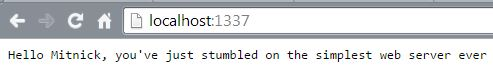 localhost:1337
Hello Mitnick, you've just stumbled on the simplest web server ever